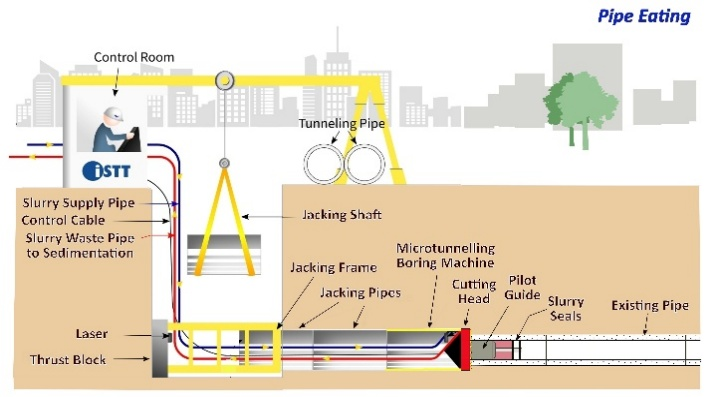 Pipe Eating
Control Room
Tunneling Pipe
iSTT
Slurry Supply Pipe
Control Cable
Slurry Waste Pipe
to Sedimentation
Jacking Shaft
Microtunnelling
Boring Machine
Jacking Frame
Jacking Pipes
Cutting
Head
Pilot
Guide
Slurry
Seals
Existing Pipe
Laser
Thrust Block